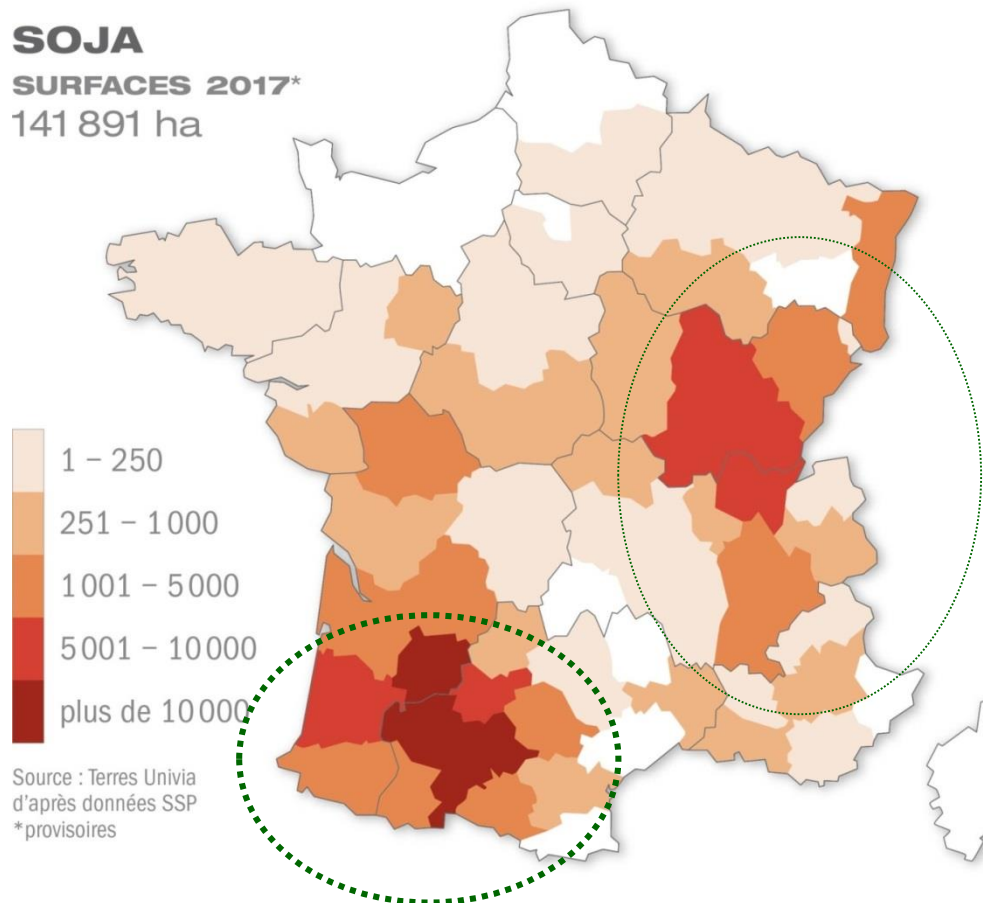 SOJA
SURFACES 2017*
141 891 ha
1 – 250
251 – 1 000
1 001 – 5 000
5 001 – 10 000
plus de 10 000
Source : Terres Univia
d'après données SSP
*provisoires